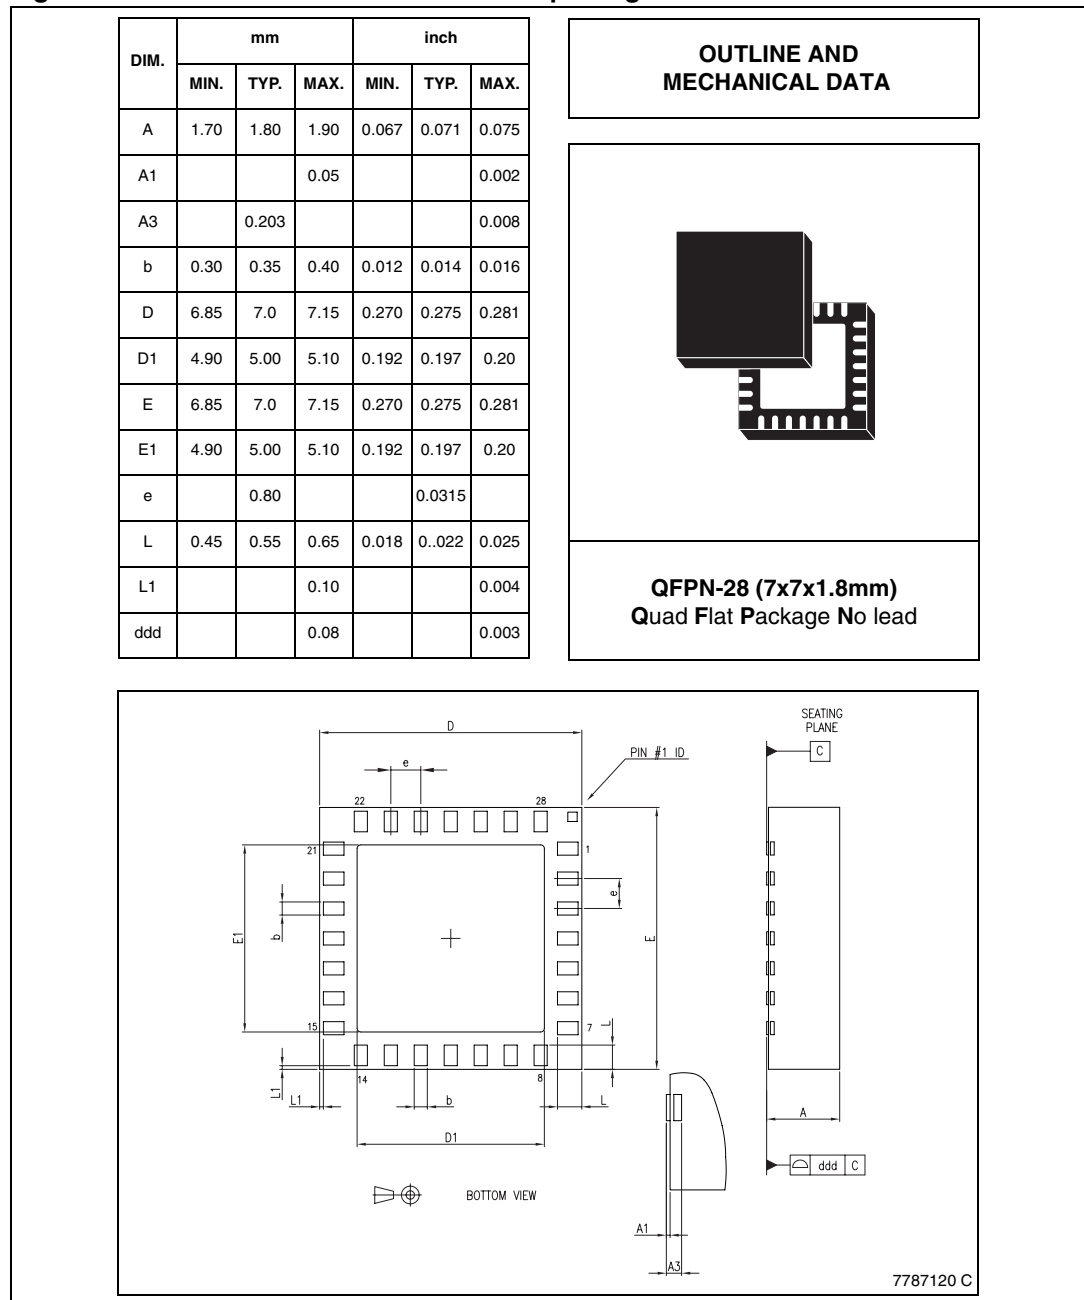 DIM. mm inch
MIN. TYP. MAX. MIN. TYP. MAX.
A 1.70 1.80 1.90 0.067 0.071 0.075
A1 0.05 0.002
A3 0.203 0.008
b 0.30 0.35 0.40 0.012 0.014 0.016
D 6.85 7.0 7.15 0.270 0.275 0.281
D1 4.90 5.00 5.10 0.192 0.197 0.20
E 6.85 7.0 7.15 0.270 0.275 0.281
E1 4.90 5.00 5.10 0.192 0.197 0.20
e 0.80 0.0315
L 0.45 0.55 0.65 0.018 0..022 0.025
L1 0.10 0.004
ddd 0.08 0.003
OUTLINE AND
MECHANICAL DATA
QFPN-28 (7x7x1.8mm)
Quad Flat Package No lead
D
SEATING
PLANE
C
PIN #1 ID
e
22 28
21 1
e
b
E1
E
15 7
L
14 8
L1
L1 b L
D1
A
ddd C
BOTTOM VIEW
A1
A3
7787120 C